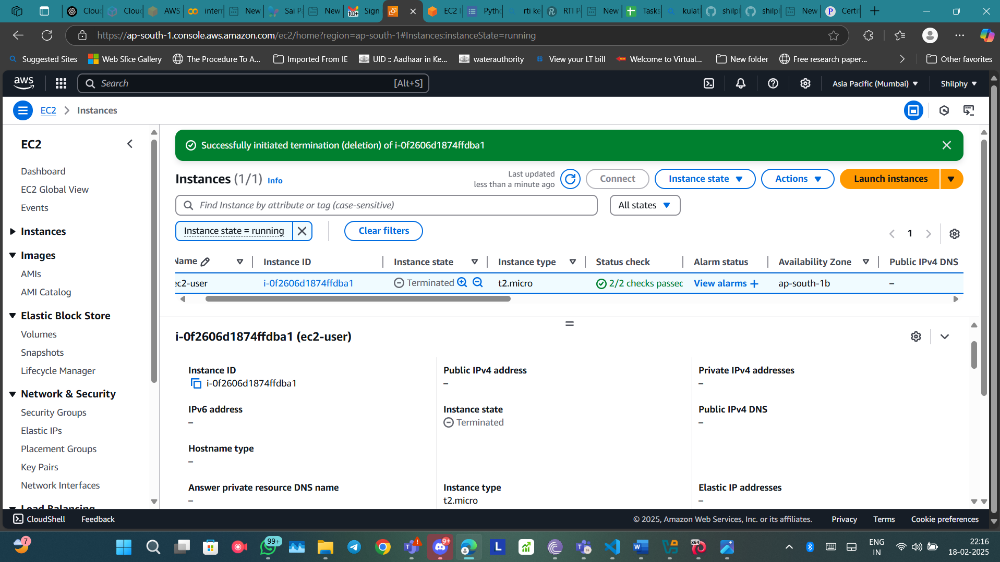 Clouc
Clouc
AWS
interr
New
Sai P
New
100+
Sign
EC2 I
Pytho
rti ke
RTI P
New
Tasks
kulat
shilp
shilp
New
P
Certif
https://ap-south-1.console.aws.amazon.com/ec2/home?region=ap-south-1#Instances:instanceState=running
Suggested Sites
Web Slice Gallery
The Procedure To A...
Imported From IE
UID :: Aadhaar in Ke...
waterauthority
View your LT bill
Welcome to Virtual...
New folder
Free research paper...
Other favorites
aws
Search
[Alt+S]
Asia Pacific (Mumbai)
Shilphy
EC2
Instances
EC2
Dashboard
EC2 Global View
Events
Instances
Images
AMIs
AMI Catalog
Elastic Block Store
Volumes
Snapshots
Lifecycle Manager
Network & Security
Security Groups
Elastic IPs
Placement Groups
Key Pairs
Network Interfaces
Load Balancing
Successfully initiated termination (deletion) of i-0f2606d1874ffdba1
Instances (1/1) Info
Last updated
less than a minute ago
Connect
Instance state
Actions
Launch instances
Find Instance by attribute or tag (case-sensitive)
All states
Instance state = running
Clear filters
1
Name
Instance ID
Instance state
Instance type
Status check
Alarm status
Availability Zone
Public IPv4 DNS
ec2-user
i-0f2606d1874ffdba1
Terminated
t2.micro
2/2 checks passed
View alarms +
ap-south-1b
–
i-0f2606d1874ffdba1 (ec2-user)
Instance ID
i-0f2606d1874ffdba1
Public IPv4 address
–
Private IPv4 addresses
–
IPv6 address
–
Instance state
Terminated
Public IPv4 DNS
–
Hostname type
–
Answer private resource DNS name
–
Instance type
t2.micro
Elastic IP addresses
–
CloudShell
Feedback
© 2025, Amazon Web Services, Inc. or its affiliates.
Privacy
Terms
Cookie preferences
7
99+
9+
L
x64
ENG
IN
22:16
18-02-2025